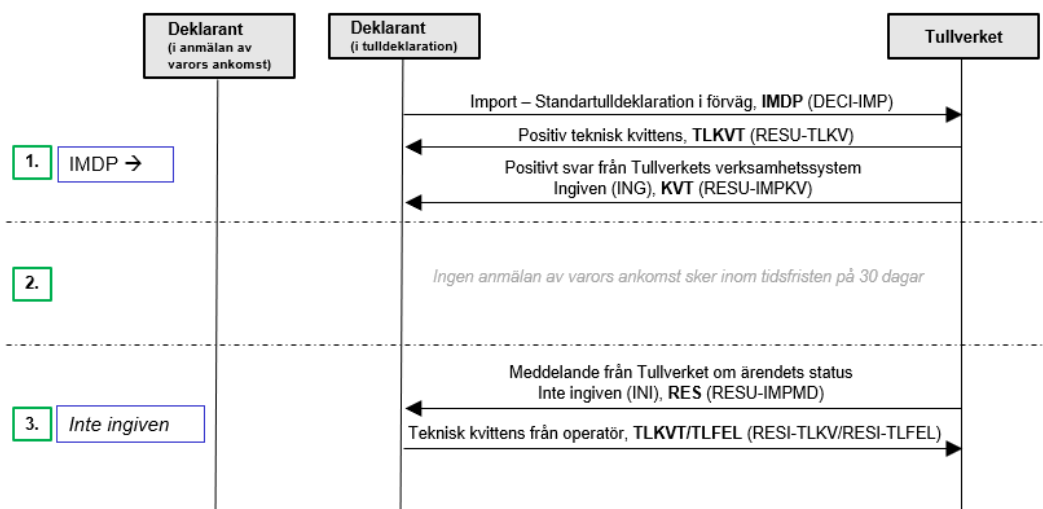 Deklarant
(i anmälan av
varors ankomst)
Deklarant
(i tulldeklaration)
Tullverket
Import – Standartulldeklaration i förväg, IMDP (DECI-IMP)
Positiv teknisk kvittens, TLKVT (RESU-TLKV)
1.
IMDP →
Positivt svar från Tullverkets verksamhetssystem
Ingiven (ING), KVT (RESU-IMPKV)
2.
Ingen anmälan av varors ankomst sker inom tidsfristen på 30 dagar
Meddelande från Tullverket om ärendets status
Inte ingiven (INI), RES (RESU-IMPMD)
3.
Inte ingiven
Teknisk kvittens från operatör, TLKVT/TLFEL (RESI-TLKV/RESI-TLFEL)